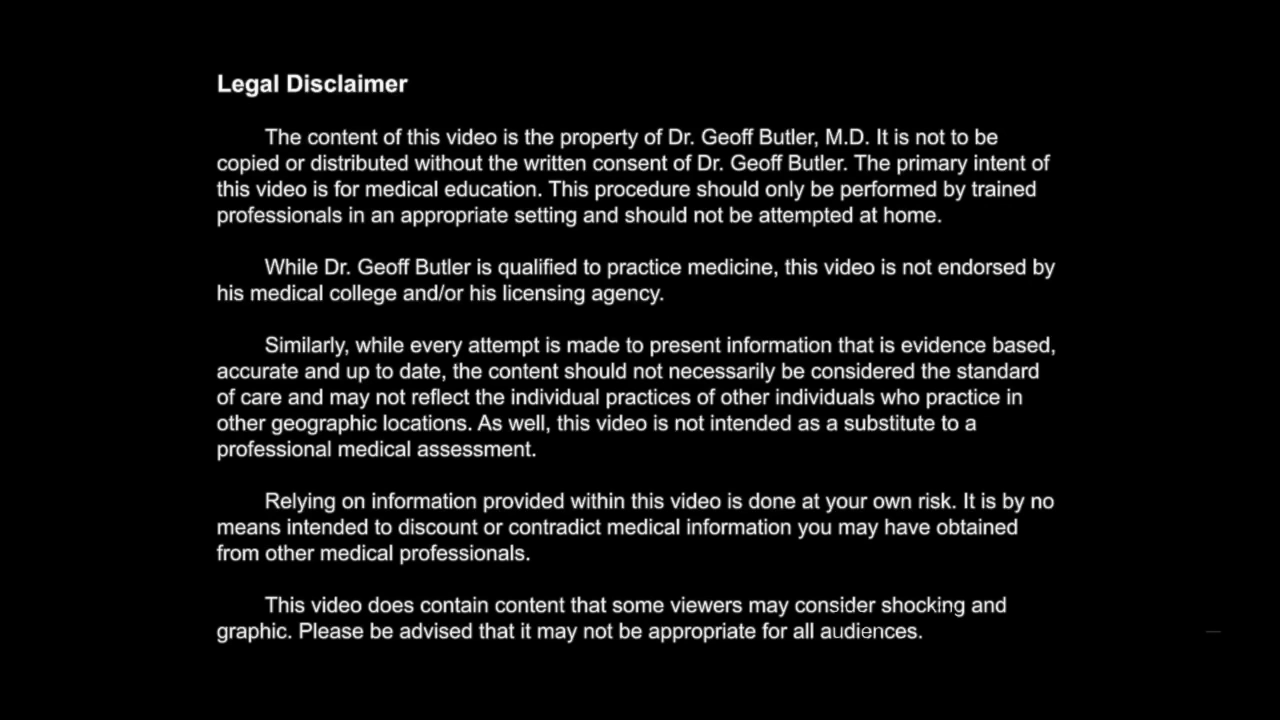 Legal Disclaimer
The content of this video is the property of Dr. Geoff Butler, M.D. It is not to be
copied or distributed without the written consent of Dr. Geoff Butler. The primary intent of
this video is for medical education. This procedure should only be performed by trained
professionals in an appropriate setting and should not be attempted at home.
While Dr. Geoff Butler is qualified to practice medicine, this video is not endorsed by
his medical college and/or his licensing agency.
Similarly, while every attempt is made to present information that is evidence based,
accurate and up to date, the content should not necessarily be considered the standard
of care and may not reflect the individual practices of other individuals who practice in
other geographic locations. As well, this video is not intended as a substitute to a
professional medical assessment.
Relying on information provided within this video is done at your own risk. It is by no
means intended to discount or contradict medical information you may have obtained
from other medical professionals.
This video does contain content that some viewers may consider shocking and
graphic. Please be advised that it may not be appropriate for all audiences.